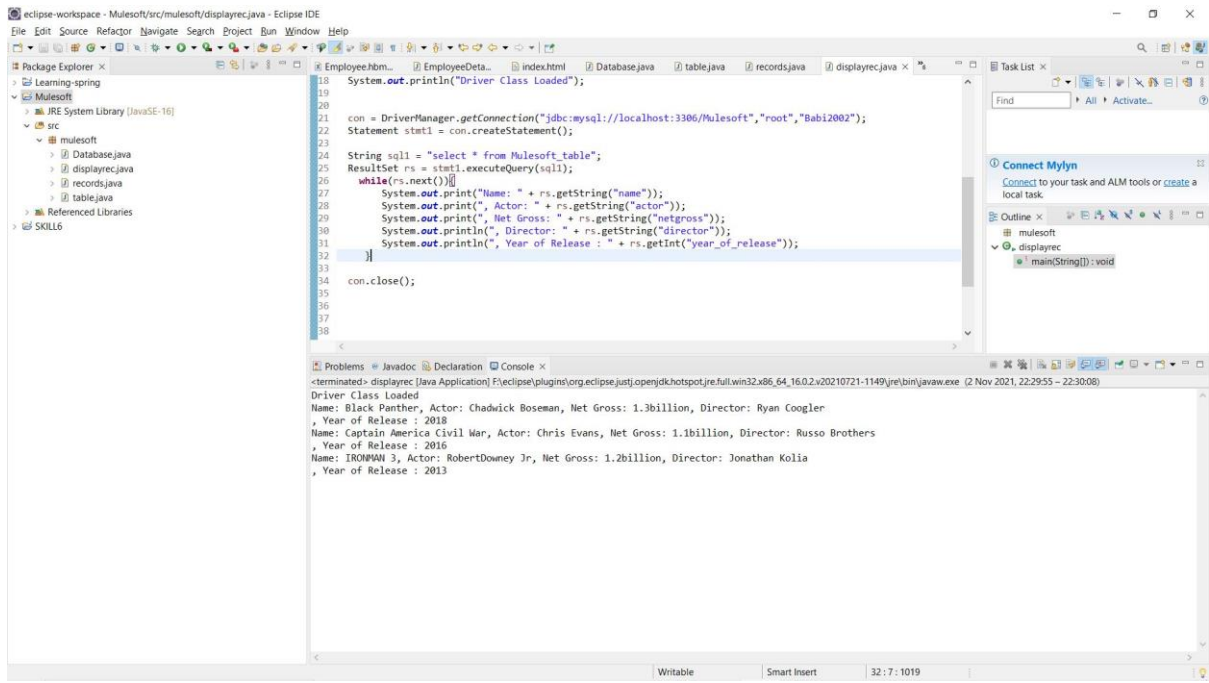 eclipse-workspace - Mulesoft/src/mulesoft/displayrec.java - Eclipse IDE
File Edit Source Refactor Navigate Search Project Run Window Help
Package Explorer
Learning-spring
Mulesoft
JRE System Library [JavaSE-16]
src
mulesoft
Database.java
displayrec.java
records.java
table.java
Referenced Libraries
SKILL6
Employee.hbm... EmployeeDeta... index.html Database.java table.java records.java displayrec.java
18 System.out.println("Driver Class Loaded");
19
20
21 con = DriverManager.getConnection("jdbc:mysql://localhost:3306/Mulesoft","root","Babi2002");
22 Statement stmt1 = con.createStatement();
23
24 String sql1 = "select * from Mulesoft_table";
25 ResultSet rs = stmt1.executeQuery(sql1);
26 while(rs.next()){
27 System.out.print("Name: " + rs.getString("name"));
28 System.out.print(", Actor: " + rs.getString("actor"));
29 System.out.print(", Net Gross: " + rs.getString("netgross"));
30 System.out.println(", Director: " + rs.getString("director"));
31 System.out.println(", Year of Release : " + rs.getInt("year_of_release"));
32 }
33
34 con.close();
35
36
37
38
Task List
Find All Activate...
Connect Mylyn
Connect to your task and ALM tools or create a
local task.
Outline
mulesoft
displayrec
main(String[]) : void
Problems Javadoc Declaration Console
<terminated> displayrec [Java Application] F:\eclipse\plugins\org.eclipse.justj.openjdk.hotspot.jre.full.win32.x86_64_16.0.2.v20210721-1149\jre\bin\javaw.exe (2 Nov 2021, 22:29:55 – 22:30:08)
Driver Class Loaded
Name: Black Panther, Actor: Chadwick Boseman, Net Gross: 1.3billion, Director: Ryan Coogler
, Year of Release : 2018
Name: Captain America Civil War, Actor: Chris Evans, Net Gross: 1.1billion, Director: Russo Brothers
, Year of Release : 2016
Name: IRONMAN 3, Actor: RobertDowney Jr, Net Gross: 1.2billion, Director: Jonathan Kolia
, Year of Release : 2013
Writable Smart Insert 32 : 7 : 1019